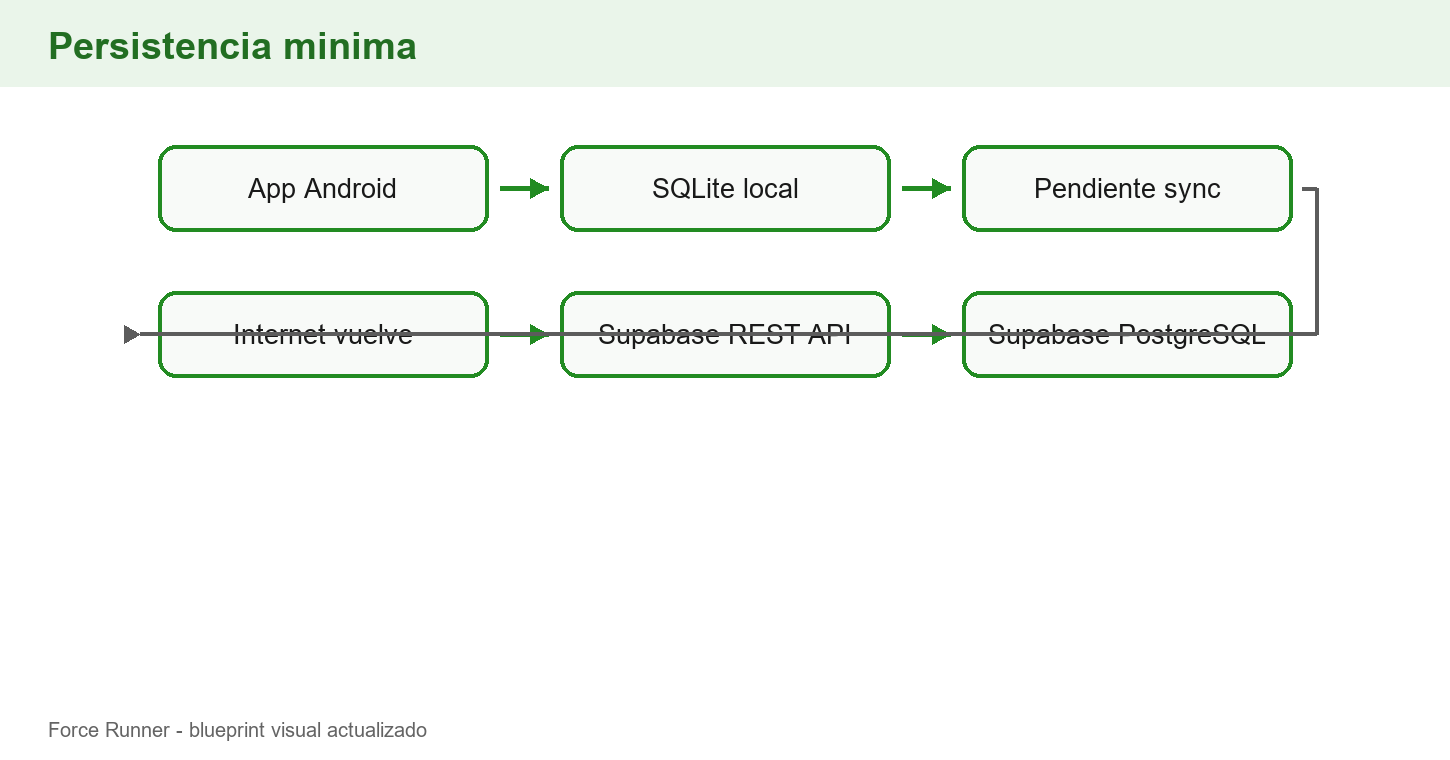 Persistencia minima
App Android
SQLite local
Pendiente sync
Internet vuelve
Supabase REST API
Supabase PostgreSQL
Force Runner - blueprint visual actualizado